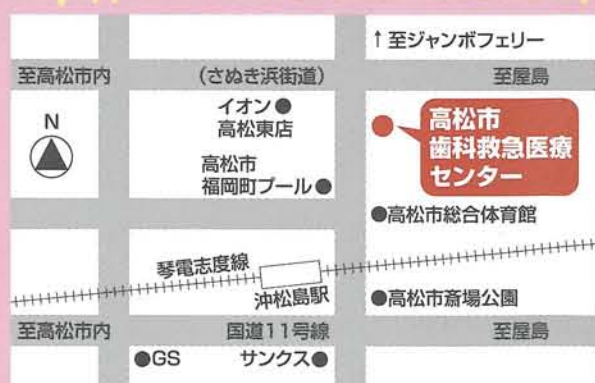 ↑至ジャンボフェリー
至高松市内
(さぬき浜街道)
至屋島
N
イオン●
高松東店
高松市
福岡町プール●
高松市
歯科救急医療
センター
●高松市総合体育館
琴電志度線
沖松島駅
●高松市斎場公園
至高松市内
国道11号線
至屋島
●GS
サンクス●